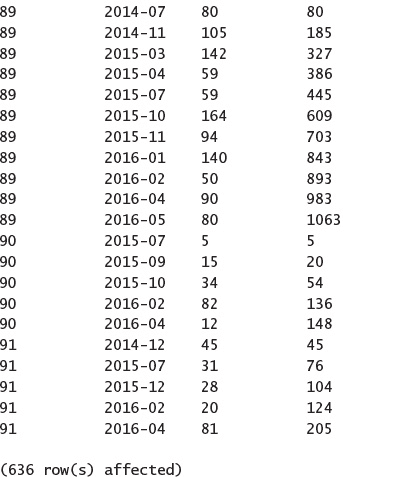 89 2014-07 80 80
89 2014-11 105 185
89 2015-03 142 327
89 2015-04 59 386
89 2015-07 59 445
89 2015-10 164 609
89 2015-11 94 703
89 2016-01 140 843
89 2016-02 50 893
89 2016-04 90 983
89 2016-05 80 1063
90 2015-07 5 5
90 2015-09 15 20
90 2015-10 34 54
90 2016-02 82 136
90 2016-04 12 148
91 2014-12 45 45
91 2015-07 31 76
91 2015-12 28 104
91 2016-02 20 124
91 2016-04 81 205
(636 row(s) affected)